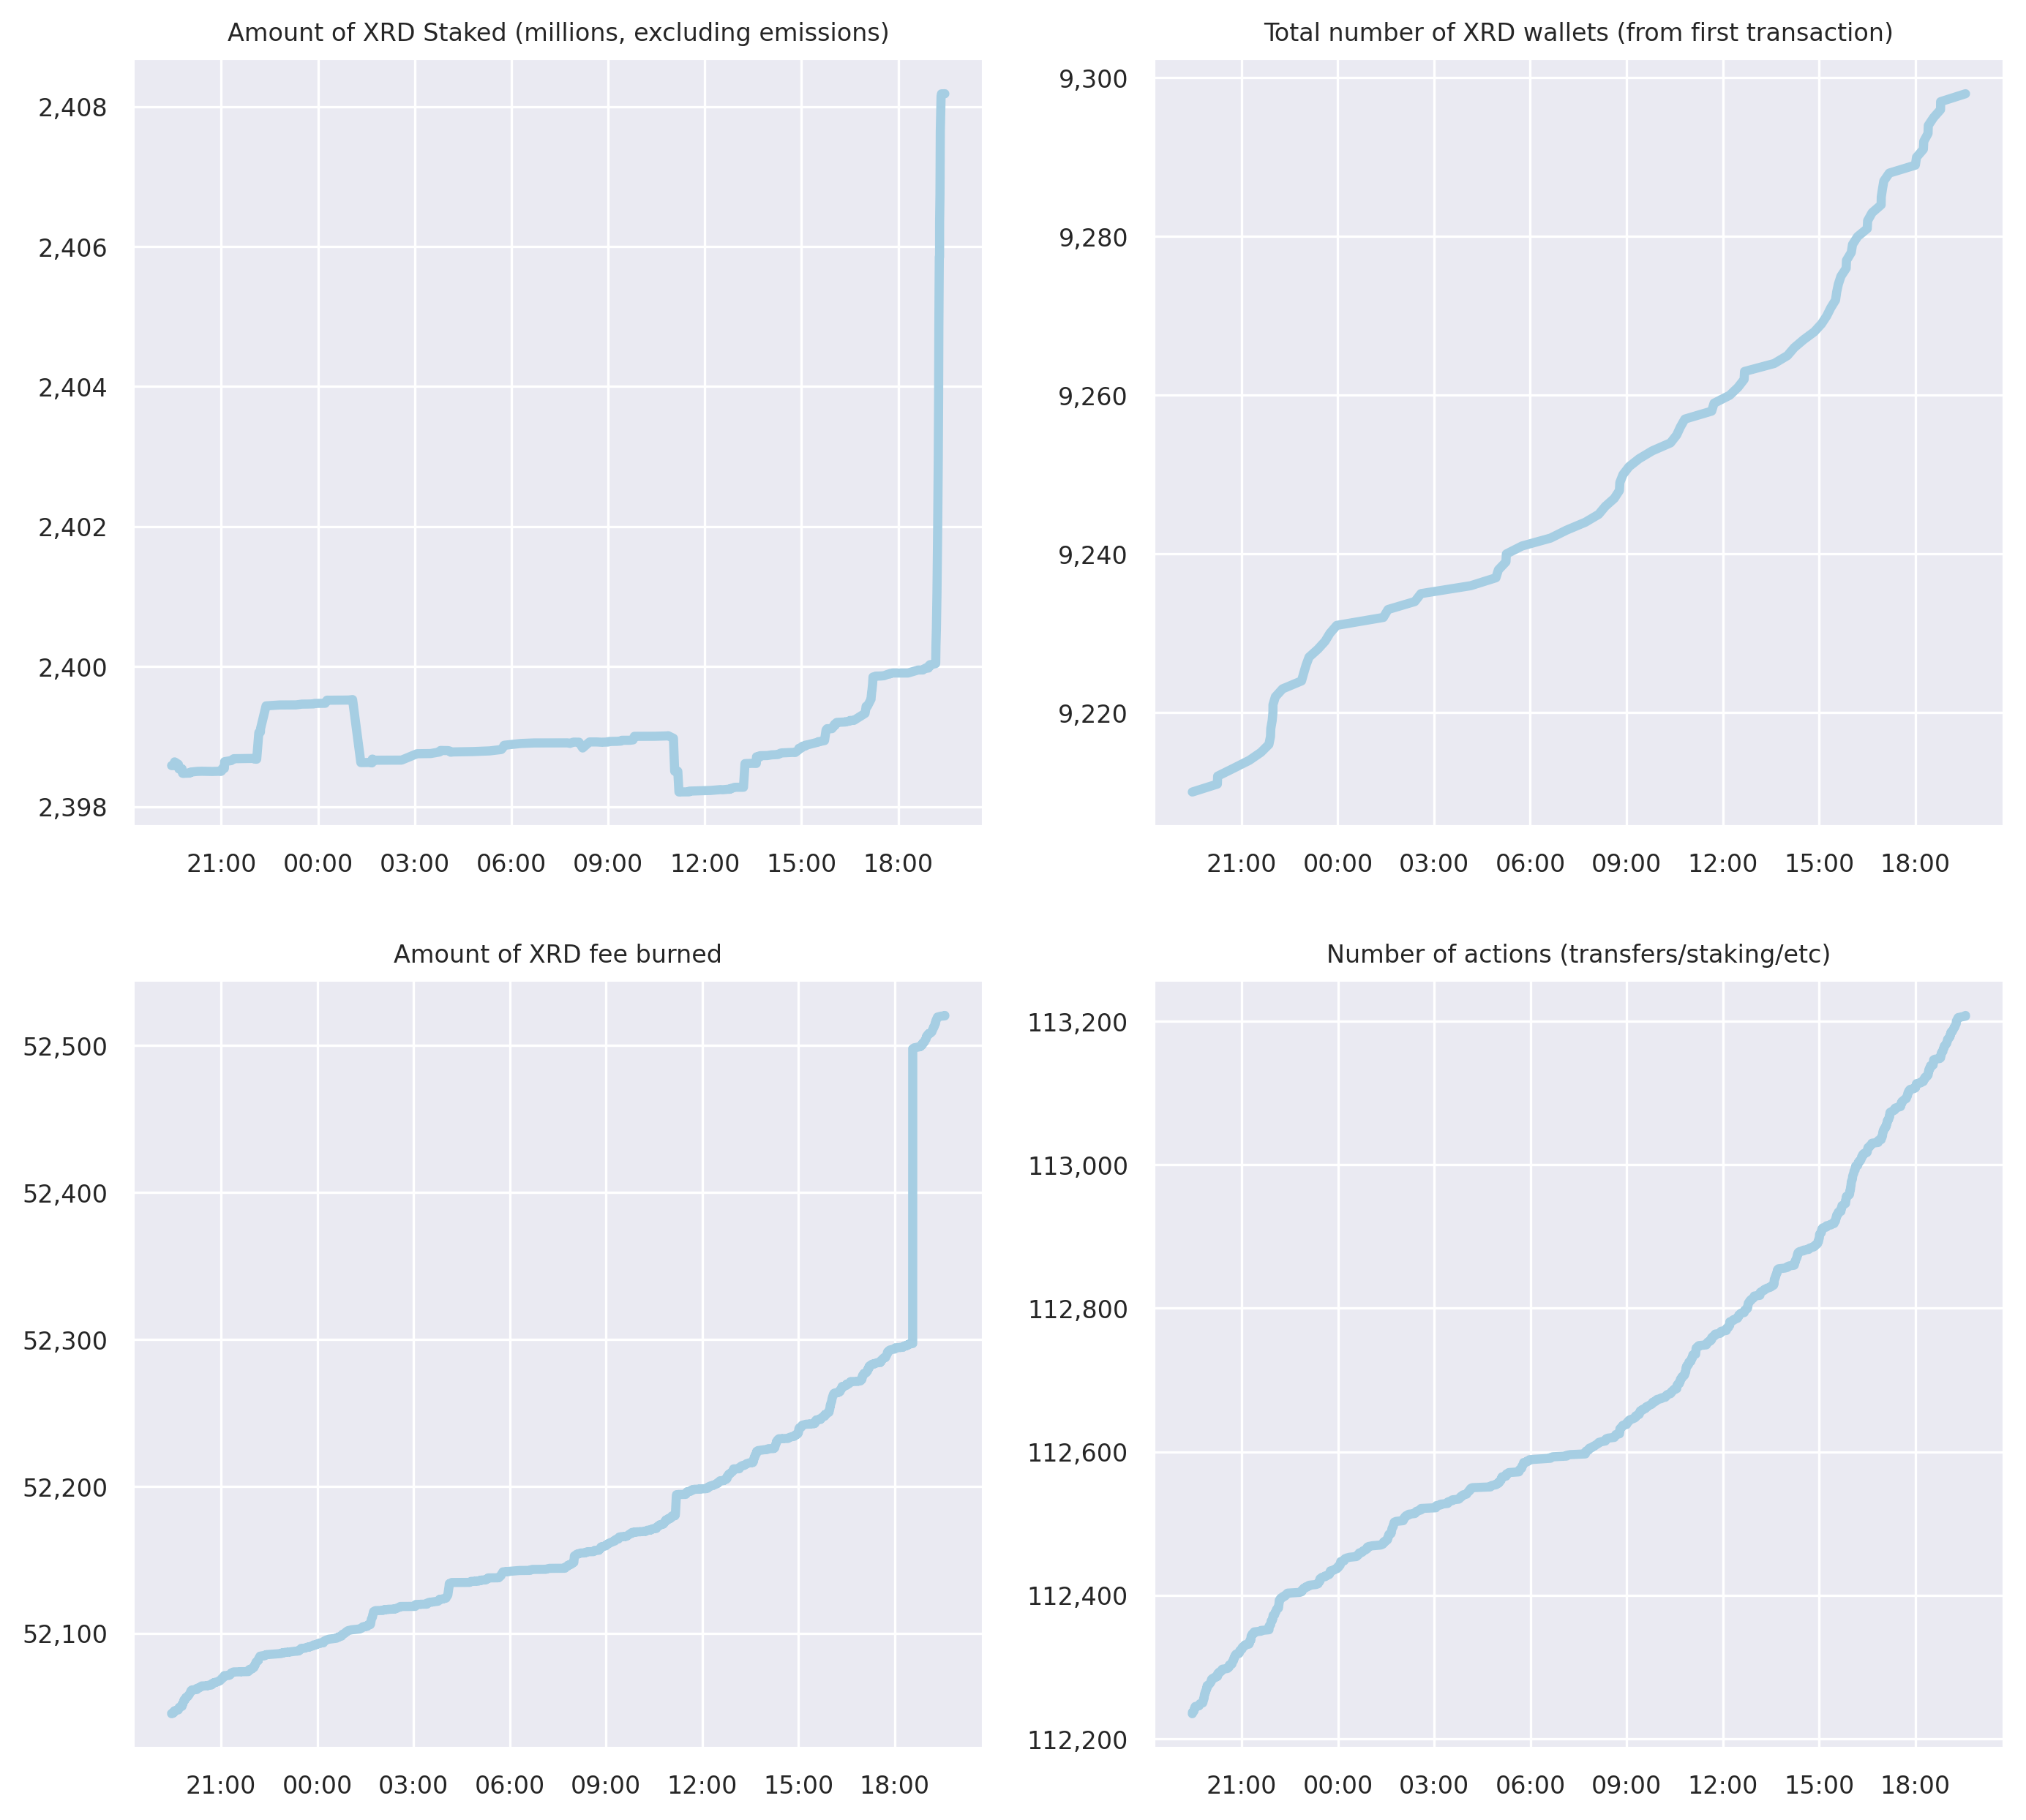 Amount of XRD Staked (millions, excluding emissions)
2,408
2,406
2,404
2,402
2,400
2,398
21:00 00:00 03:00 06:00 09:00 12:00 15:00 18:00
Total number of XRD wallets (from first transaction)
9,300
9,280
9,260
9,240
9,220
21:00 00:00 03:00 06:00 09:00 12:00 15:00 18:00
Amount of XRD fee burned
52,500
52,400
52,300
52,200
52,100
21:00 00:00 03:00 06:00 09:00 12:00 15:00 18:00
Number of actions (transfers/staking/etc)
113,200
113,000
112,800
112,600
112,400
112,200
21:00 00:00 03:00 06:00 09:00 12:00 15:00 18:00